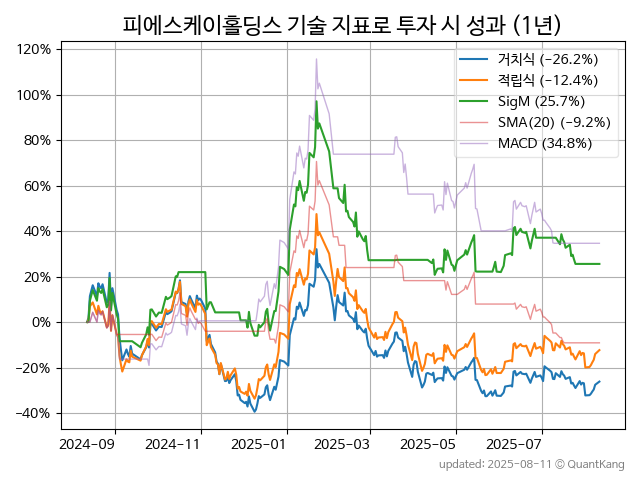 피에스케이홀딩스 기술 지표로 투자 시 성과 (1년)
거치식 (−26.2%)
적립식 (−12.4%)
SigM (25.7%)
SMA(20) (−9.2%)
MACD (34.8%)
120%
100%
80%
60%
40%
20%
0%
−20%
−40%
2024-09 2024-11 2025-01 2025-03 2025-05 2025-07
updated: 2025-08-11 © QuantKang